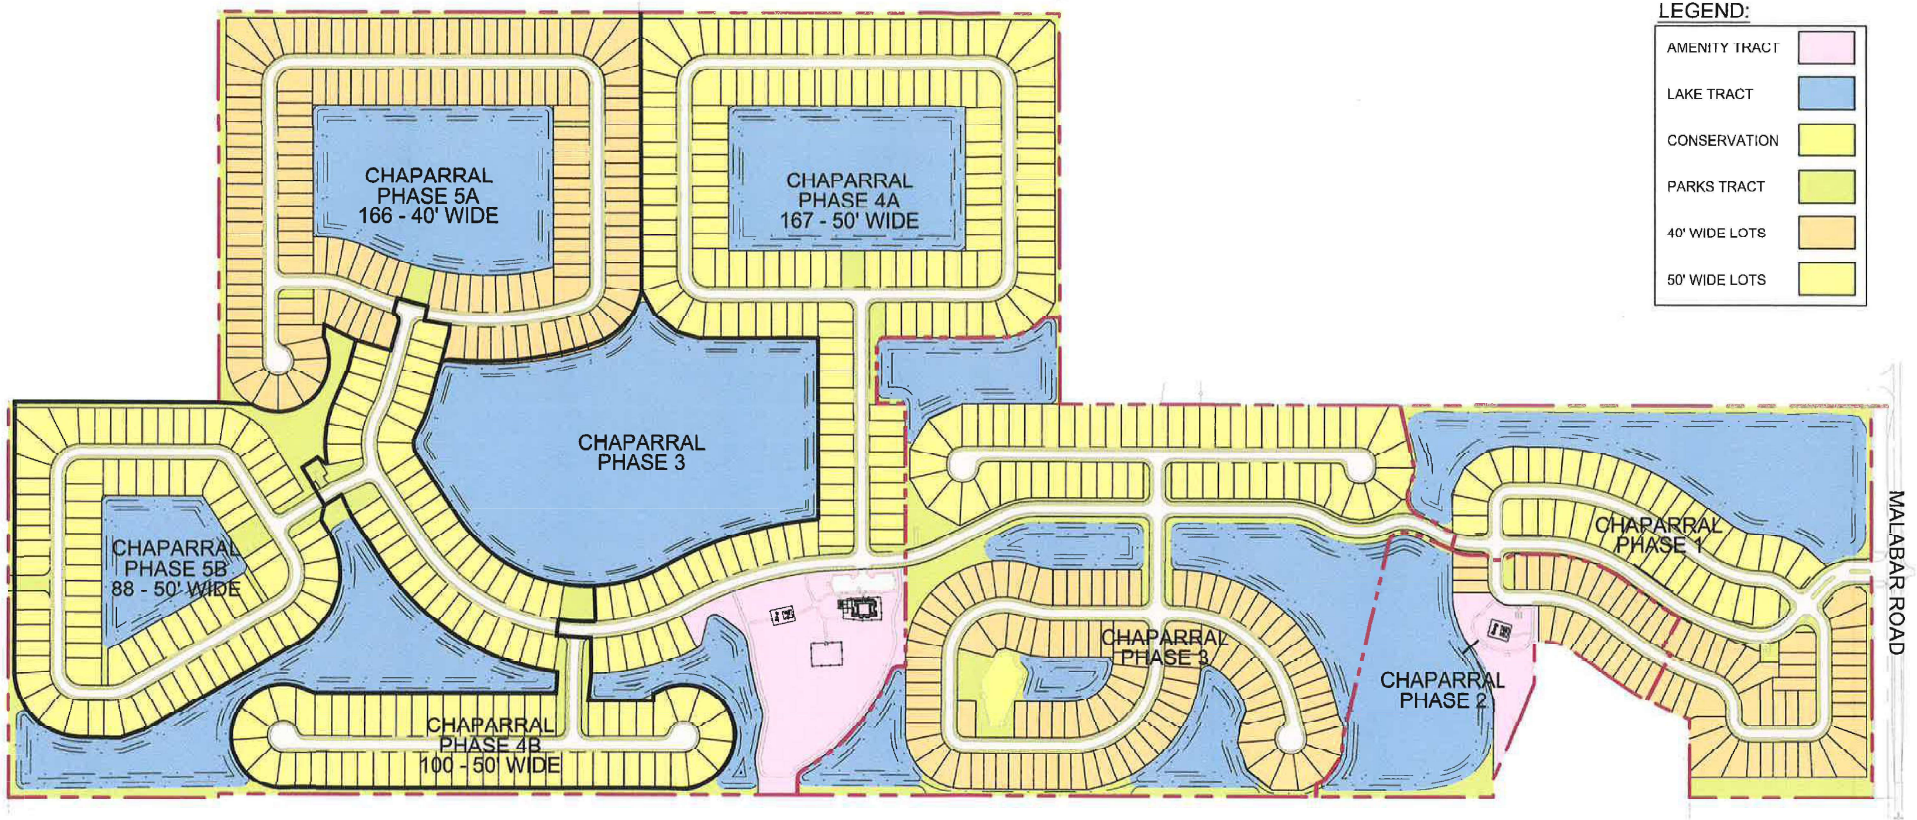 LEGEND:
AMENITY TRACT
LAKE TRACT
CONSERVATION
PARKS TRACT
40' WIDE LOTS
50' WIDE LOTS
CHAPARRAL
PHASE 5A
166 - 40' WIDE
CHAPARRAL
PHASE 4A
167 - 50' WIDE
CHAPARRAL
PHASE 3
CHAPARRAL
PHASE 5B
88 - 50' WIDE
CHAPARRAL
PHASE 1
MALABAR ROAD
CHAPARRAL
PHASE 3
CHAPARRAL
PHASE 2
CHAPARRAL
PHASE 4B
100 - 50' WIDE